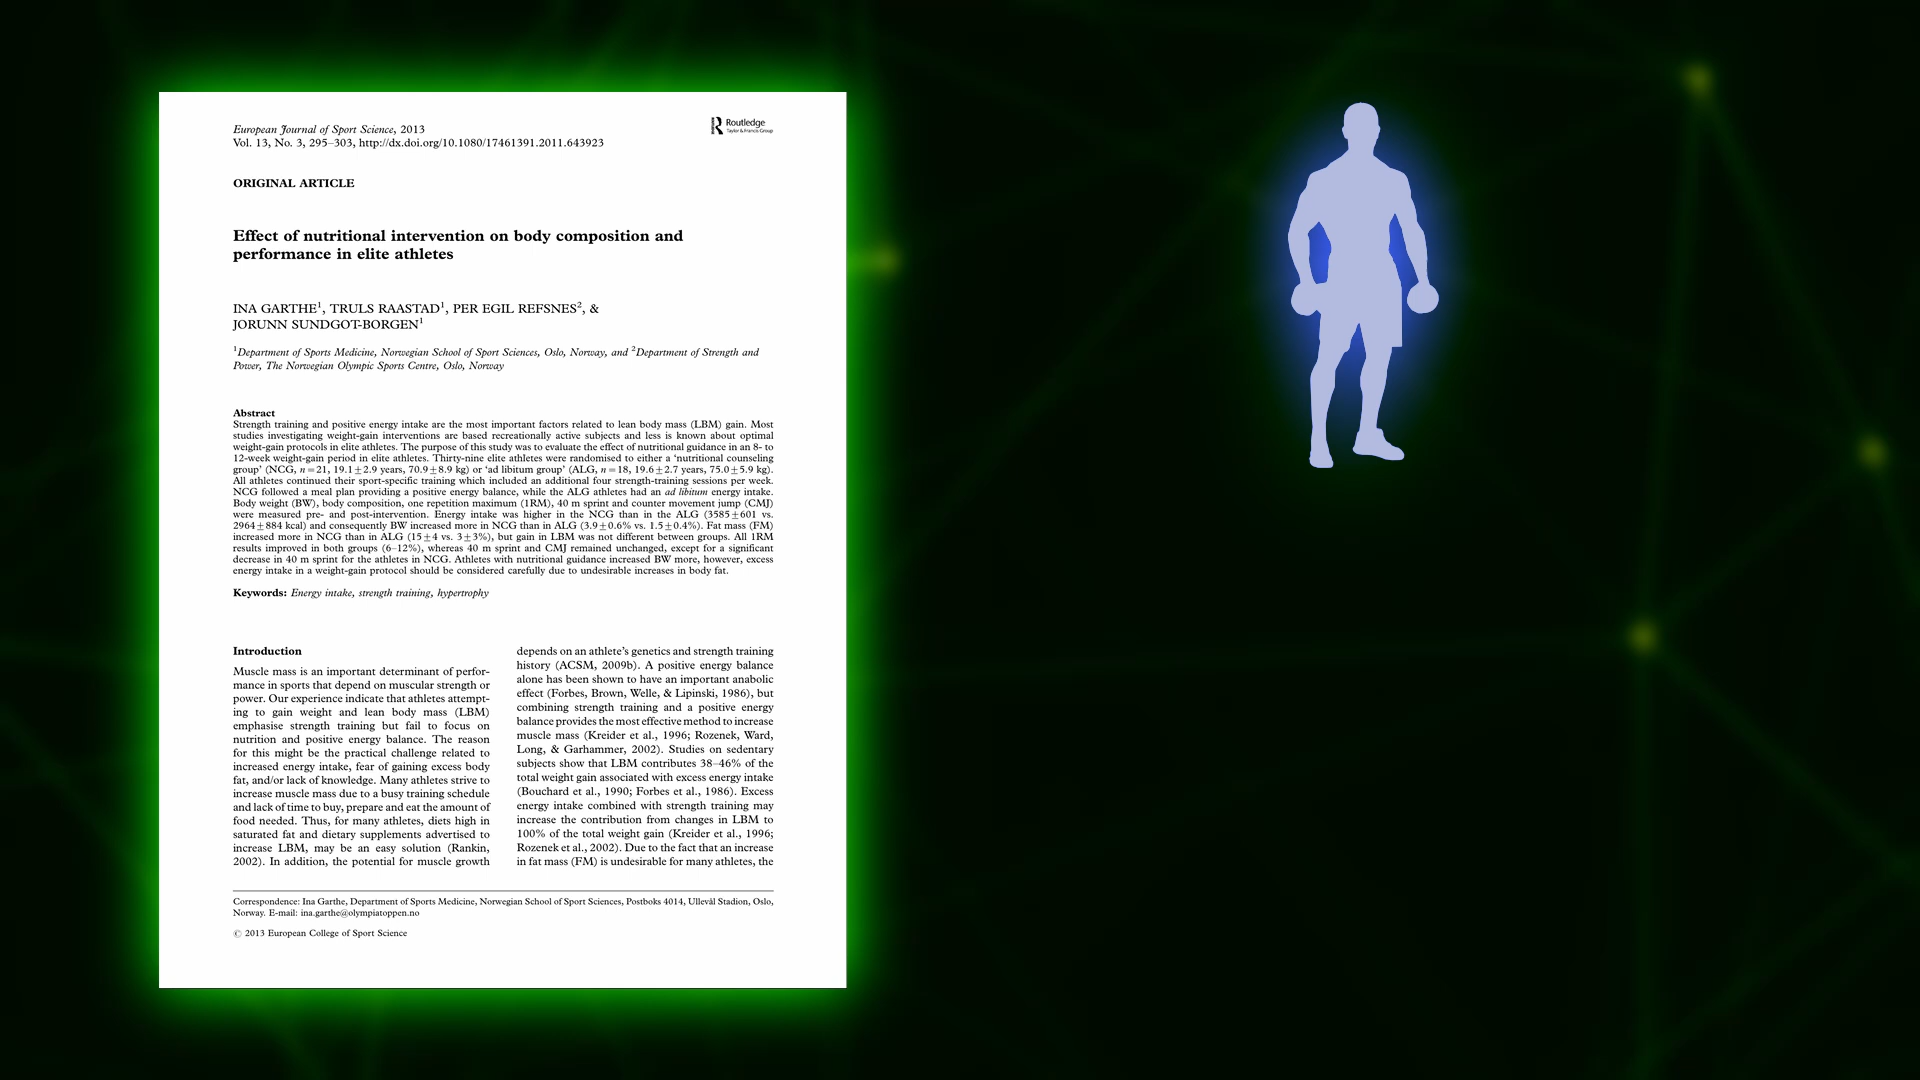 European Journal of Sport Science, 2013
Vol. 13, No. 3, 295–303, http://dx.doi.org/10.1080/17461391.2011.643923
Routledge
Taylor & Francis Group
ORIGINAL ARTICLE
Effect of nutritional intervention on body composition and
performance in elite athletes
INA GARTHE1, TRULS RAASTAD1, PER EGIL REFSNES2, &
JORUNN SUNDGOT-BORGEN1
1Department of Sports Medicine, Norwegian School of Sport Sciences, Oslo, Norway, and 2Department of Strength and
Power, The Norwegian Olympic Sports Centre, Oslo, Norway
Abstract
Strength training and positive energy intake are the most important factors related to lean body mass (LBM) gain. Most
studies investigating weight-gain interventions are based recreationally active subjects and less is known about optimal
weight-gain protocols in elite athletes. The purpose of this study was to evaluate the effect of nutritional guidance in an 8- to
12-week weight-gain period in elite athletes. Thirty-nine elite athletes were randomised to either a ‘nutritional counseling
group’ (NCG, n=21, 19.1±2.9 years, 70.9±8.9 kg) or ‘ad libitum group’ (ALG, n=18, 19.6±2.7 years, 75.0±5.9 kg).
All athletes continued their sport-specific training which included an additional four strength-training sessions per week.
NCG followed a meal plan providing a positive energy balance, while the ALG athletes had an ad libitum energy intake.
Body weight (BW), body composition, one repetition maximum (1RM), 40 m sprint and counter movement jump (CMJ)
were measured pre- and post-intervention. Energy intake was higher in the NCG than in the ALG (3585±601 vs.
2964±884 kcal) and consequently BW increased more in NCG than in ALG (3.9±0.6% vs. 1.5±0.4%). Fat mass (FM)
increased more in NCG than in ALG (15±4 vs. 3±3%), but gain in LBM was not different between groups. All 1RM
results improved in both groups (6–12%), whereas 40 m sprint and CMJ remained unchanged, except for a significant
decrease in 40 m sprint for the athletes in NCG. Athletes with nutritional guidance increased BW more, however, excess
energy intake in a weight-gain protocol should be considered carefully due to undesirable increases in body fat.
Keywords: Energy intake, strength training, hypertrophy
Introduction
Muscle mass is an important determinant of perfor-
mance in sports that depend on muscular strength or
power. Our experience indicate that athletes attempt-
ing to gain weight and lean body mass (LBM)
emphasise strength training but fail to focus on
nutrition and positive energy balance. The reason
for this might be the practical challenge related to
increased energy intake, fear of gaining excess body
fat, and/or lack of knowledge. Many athletes strive to
increase muscle mass due to a busy training schedule
and lack of time to buy, prepare and eat the amount of
food needed. Thus, for many athletes, diets high in
saturated fat and dietary supplements advertised to
increase LBM, may be an easy solution (Rankin,
2002). In addition, the potential for muscle growth
depends on an athlete’s genetics and strength training
history (ACSM, 2009b). A positive energy balance
alone has been shown to have an important anabolic
effect (Forbes, Brown, Welle, & Lipinski, 1986), but
combining strength training and a positive energy
balance provides the most effective method to increase
muscle mass (Kreider et al., 1996; Rozenek, Ward,
Long, & Garhammer, 2002). Studies on sedentary
subjects show that LBM contributes 38–46% of the
total weight gain associated with excess energy intake
(Bouchard et al., 1990; Forbes et al., 1986). Excess
energy intake combined with strength training may
increase the contribution from changes in LBM to
100% of the total weight gain (Kreider et al., 1996;
Rozenek et al., 2002). Due to the fact that an increase
in fat mass (FM) is undesirable for many athletes, the
Correspondence: Ina Garthe, Department of Sports Medicine, Norwegian School of Sport Sciences, Postboks 4014, Ullevål Stadion, Oslo,
Norway. E-mail: ina.garthe@olympiatoppen.no
© 2013 European College of Sport Science